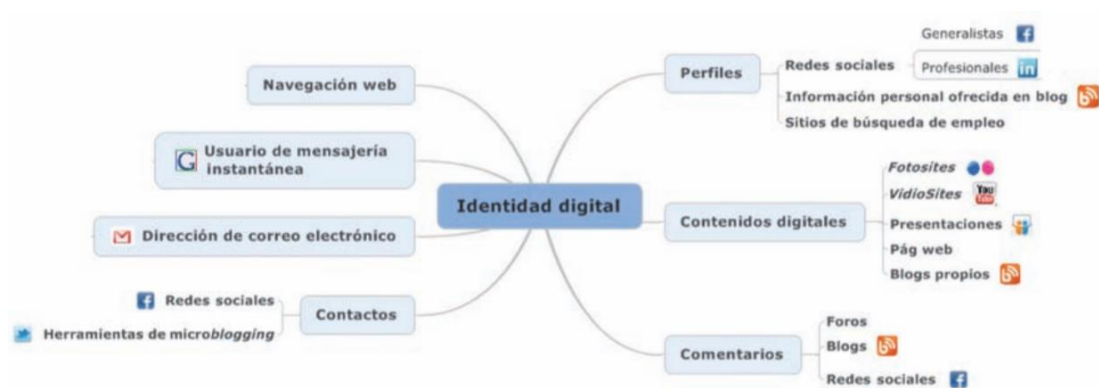 Identidad digital
Navegación web
Usuario de mensajería
instantánea
Dirección de correo electrónico
Contactos
Redes sociales
Herramientas de microblogging
Perfiles
Redes sociales
Generalistas
Profesionales
Información personal ofrecida en blog
Sitios de búsqueda de empleo
Contenidos digitales
Fotosites
VidioSites
You
Tube
Presentaciones
Pág web
Blogs propios
Comentarios
Foros
Blogs
Redes sociales